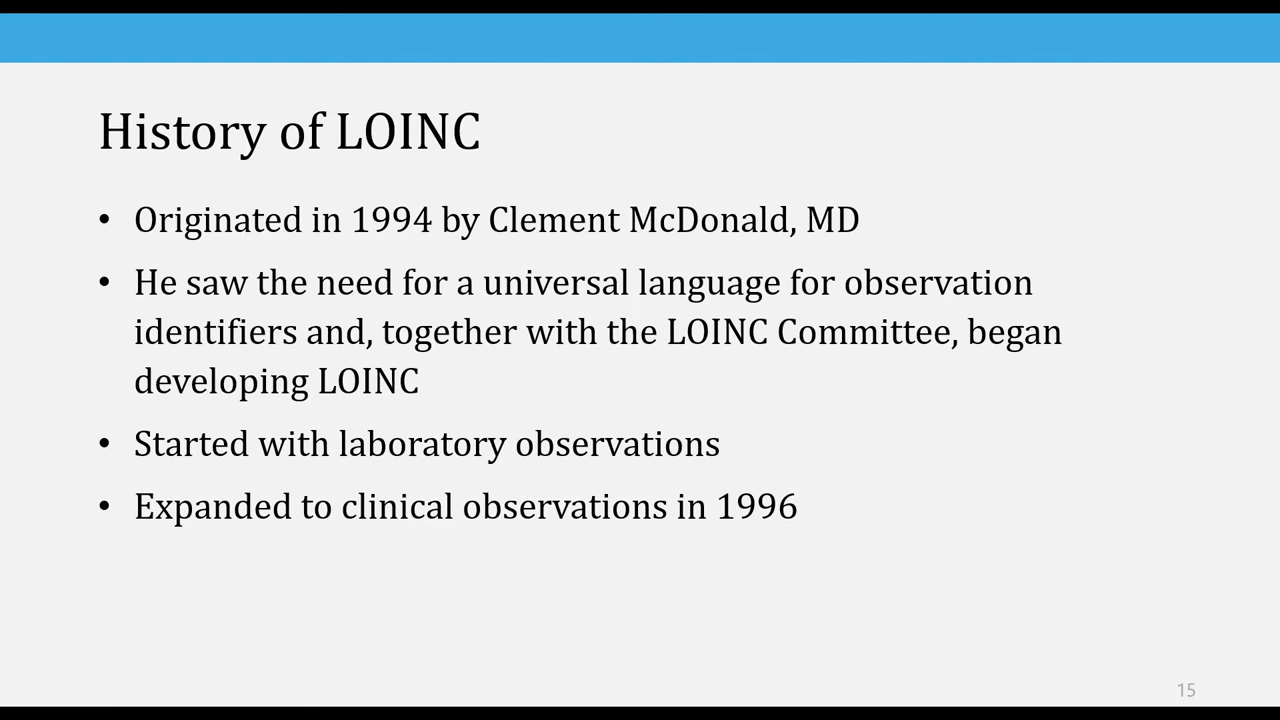 History of LOINC
• Originated in 1994 by Clement McDonald, MD
• He saw the need for a universal language for observation
identifiers and, together with the LOINC Committee, began
developing LOINC
• Started with laboratory observations
• Expanded to clinical observations in 1996
15